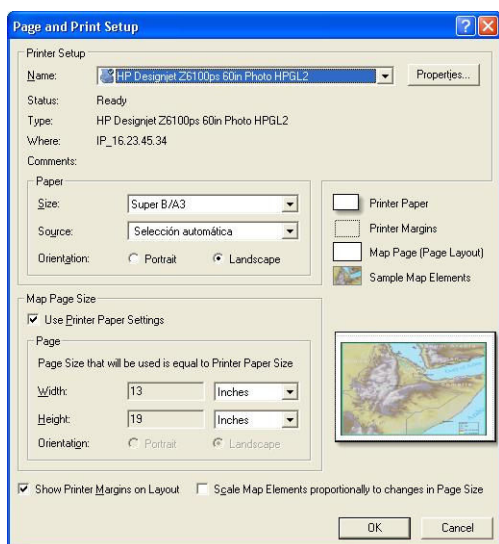 Page and Print Setup
Printer Setup
Name: HP Designjet Z6100ps 60in Photo HPGL2 Properties...
Status: Ready
Type: HP Designjet Z6100ps 60in Photo HPGL2
Where: IP_16.23.45.34
Comments:
Paper
Size: Super B/A3
Source: Selección automática
Orientation: Portrait Landscape
Printer Paper
Printer Margins
Map Page (Page Layout)
Sample Map Elements
Map Page Size
Use Printer Paper Settings
Page
Page Size that will be used is equal to Printer Paper Size
Width: 13 Inches
Height: 19 Inches
Orientation: Portrait Landscape
Show Printer Margins on Layout Scale Map Elements proportionally to changes in Page Size
OK Cancel